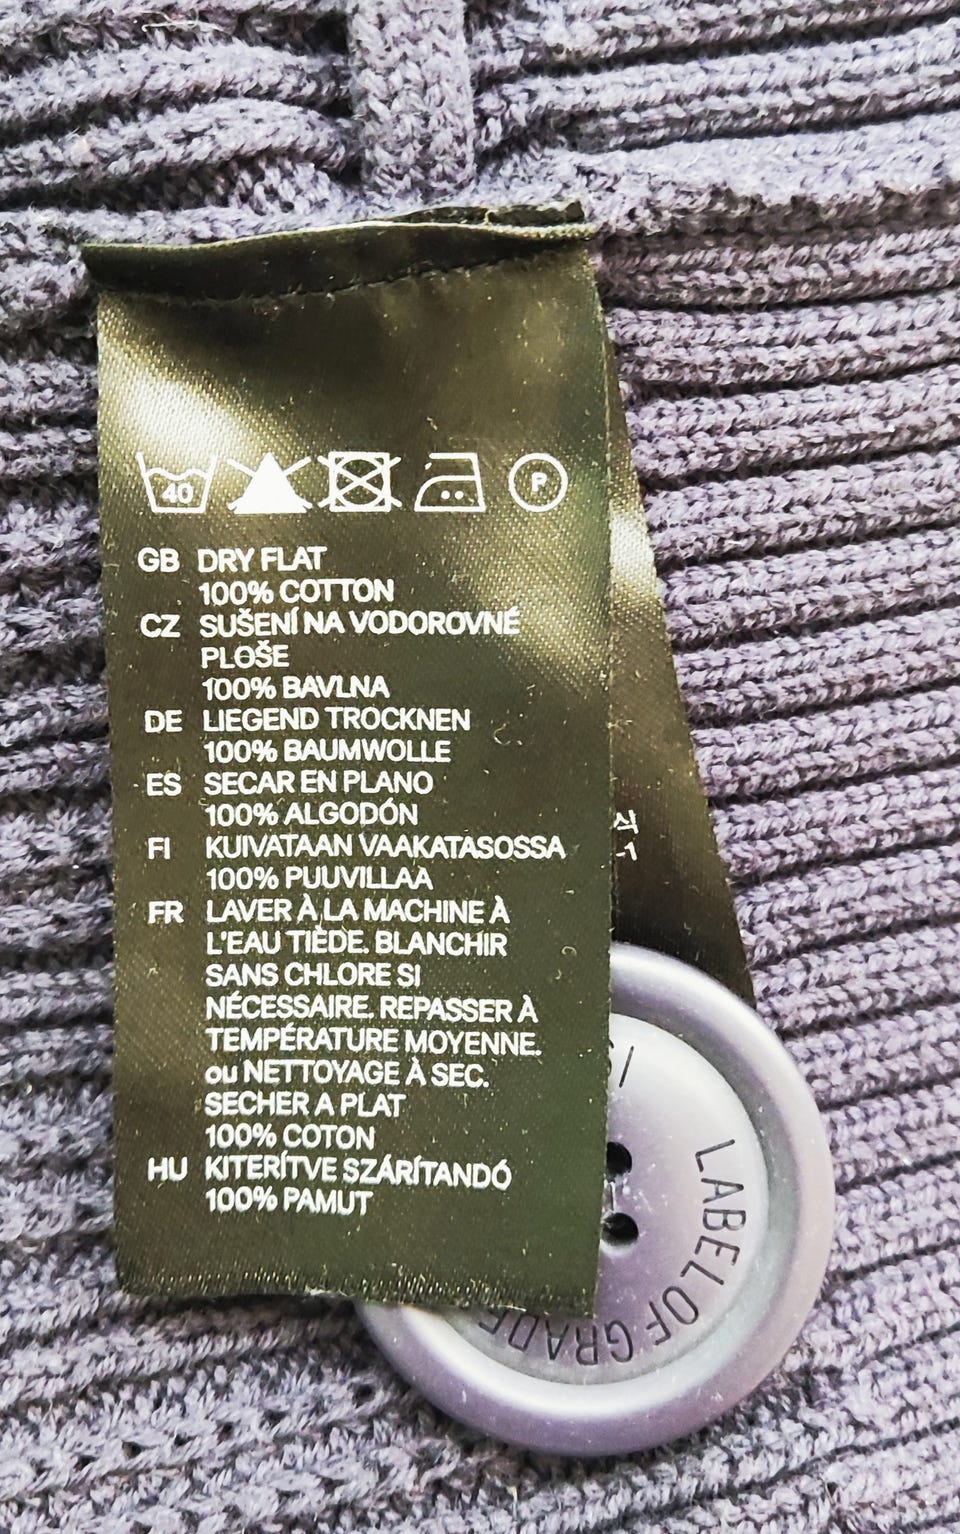 40
P
GB DRY FLAT
100% COTTON
CZ SUŠENÍ NA VODOROVNÉ
PLOŠE
100% BAVLNA
DE LIEGEND TROCKNEN
100% BAUMWOLLE
ES SECAR EN PLANO
100% ALGODÓN
FI KUIVATAAN VAAKATASOSSA
100% PUUVILLAA
FR LAVER À LA MACHINE À
L'EAU TIÈDE. BLANCHIR
SANS CHLORE SI
NÉCESSAIRE. REPASSER À
TEMPÉRATURE MOYENNE.
ou NETTOYAGE À SEC.
SECHER A PLAT
100% COTON
HU KITERÍTVE SZÁRÍTANDÓ
100% PAMUT
LABEL OF GRADE